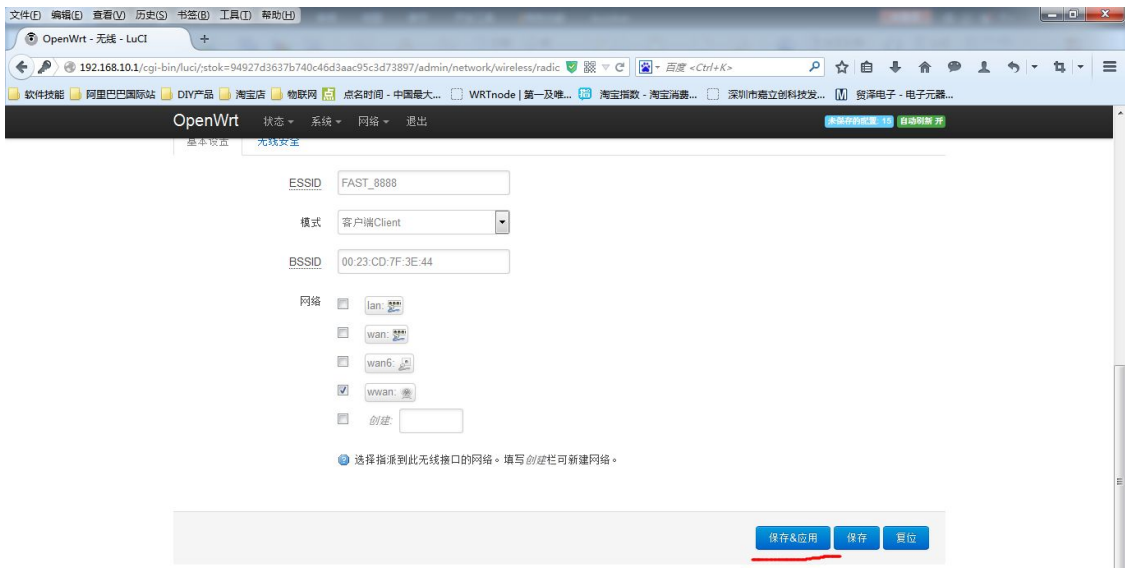 文件(F) 编辑(E) 查看(V) 历史(S) 书签(B) 工具(T) 帮助(H)
OpenWrt - 无线 - LuCI +
192.168.10.1/cgi-bin/luci/;stok=94927d3637b740c46d3aac95c3d73897/admin/network/wireless/radic 百度 <Ctrl+K>
软件技能 阿里巴巴国际站 DIY产品 淘宝店 物联网 点名时间 - 中国最大... WRTnode | 第一及唯... 淘宝指数 - 淘宝消费... 深圳市嘉立创科技发... 贸泽电子 - 电子元器...
OpenWrt 状态 系统 网络 退出 未保存的配置: 15 自动刷新 开
基本设置 无线安全
ESSID FAST_8888
模式 客户端Client
BSSID 00:23:CD:7F:3E:44
网络 lan:
wan:
wan6:
wwan:
创建:
选择指派到此无线接口的网络。填写创建栏可新建网络。
保存&应用 保存 复位